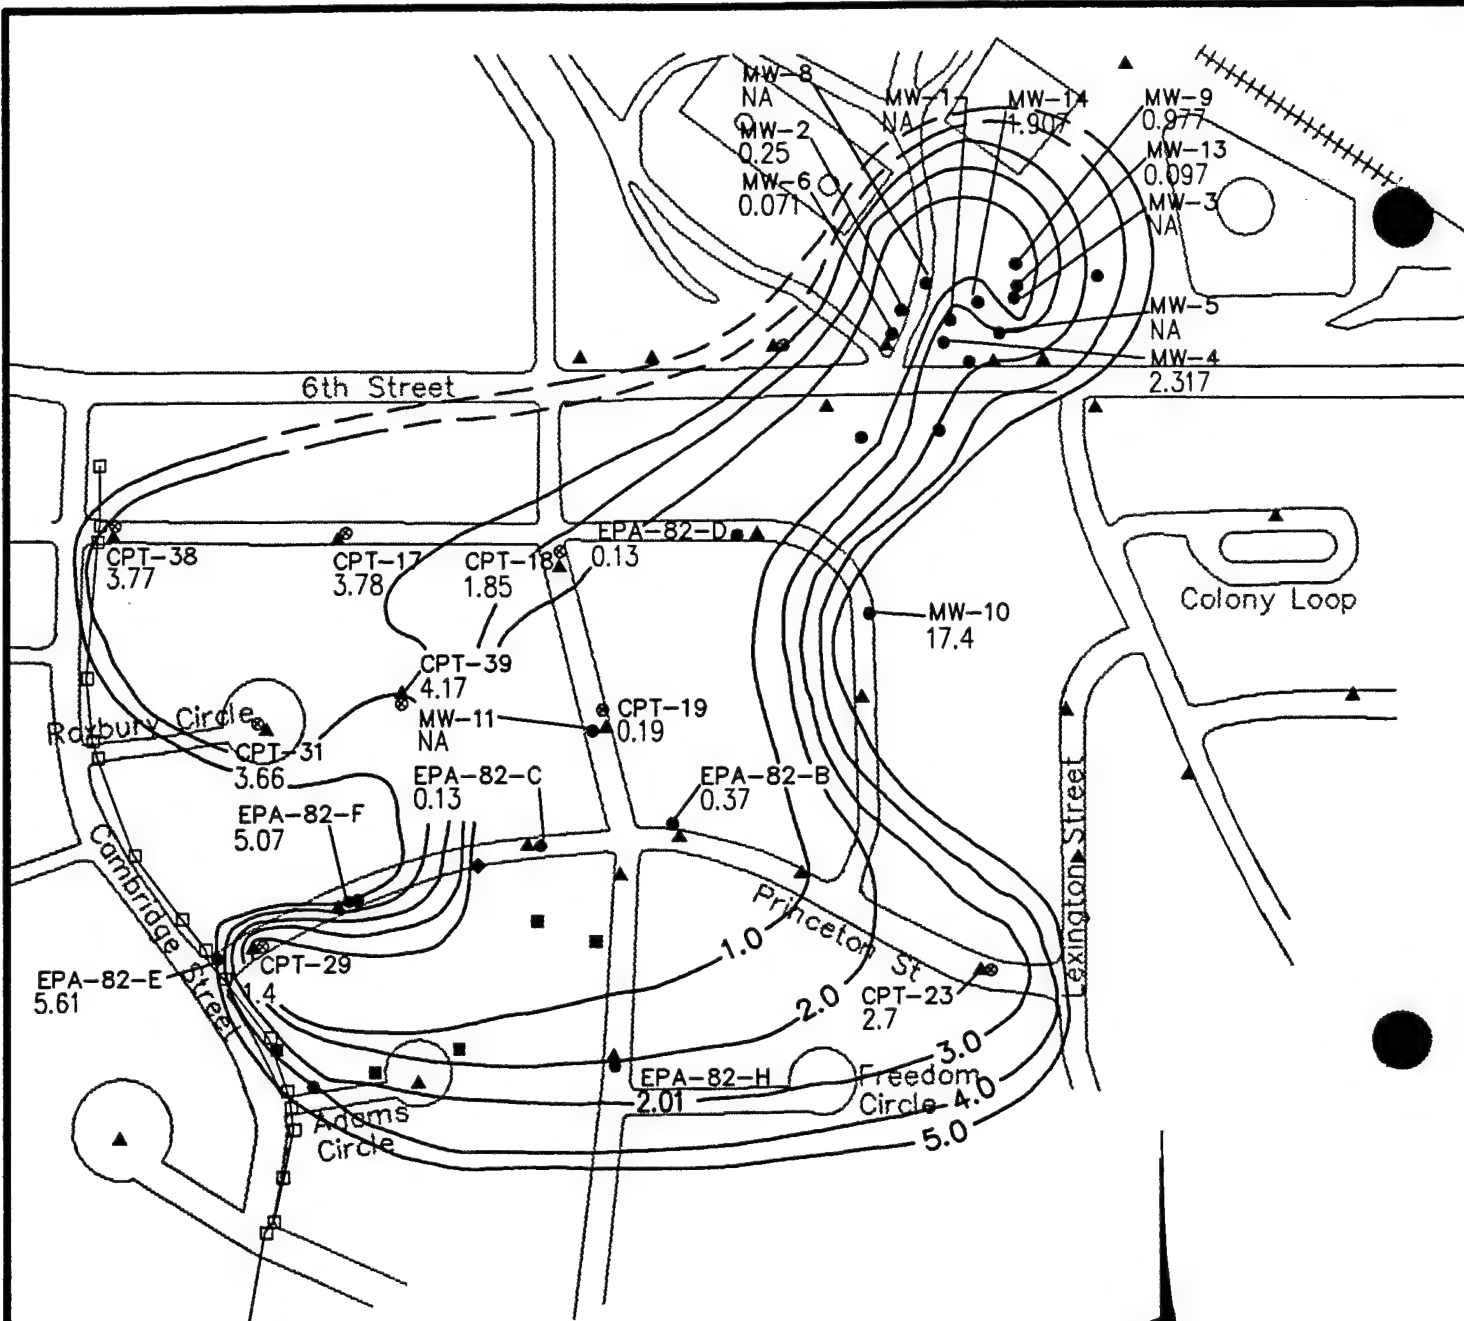 MW-8
NA
MW-2
0.25
MW-6
0.071
MW-1
NA
MW-14
1.907
MW-9
0.977
MW-13
0.097
MW-3
NA
MW-5
NA
MW-4
2.317
6th Street
CPT-38
3.77
CPT-17
3.78
CPT-18
1.85
EPA-82-D
0.13
Colony Loop
MW-10
17.4
CPT-39
4.17
MW-11
NA
CPT-19
0.19
Roxbury Circle
CPT-31
3.66
EPA-82-C
0.13
EPA-82-B
0.37
EPA-82-F
5.07
Cambridge Street
Lexington Street
Princeton St
EPA-82-E
5.61
CPT-29
1.4
1.0
2.0
CPT-23
2.7
3.0
4.0
5.0
EPA-82-H
2.01
Freedom
Circle
Adams
Circle